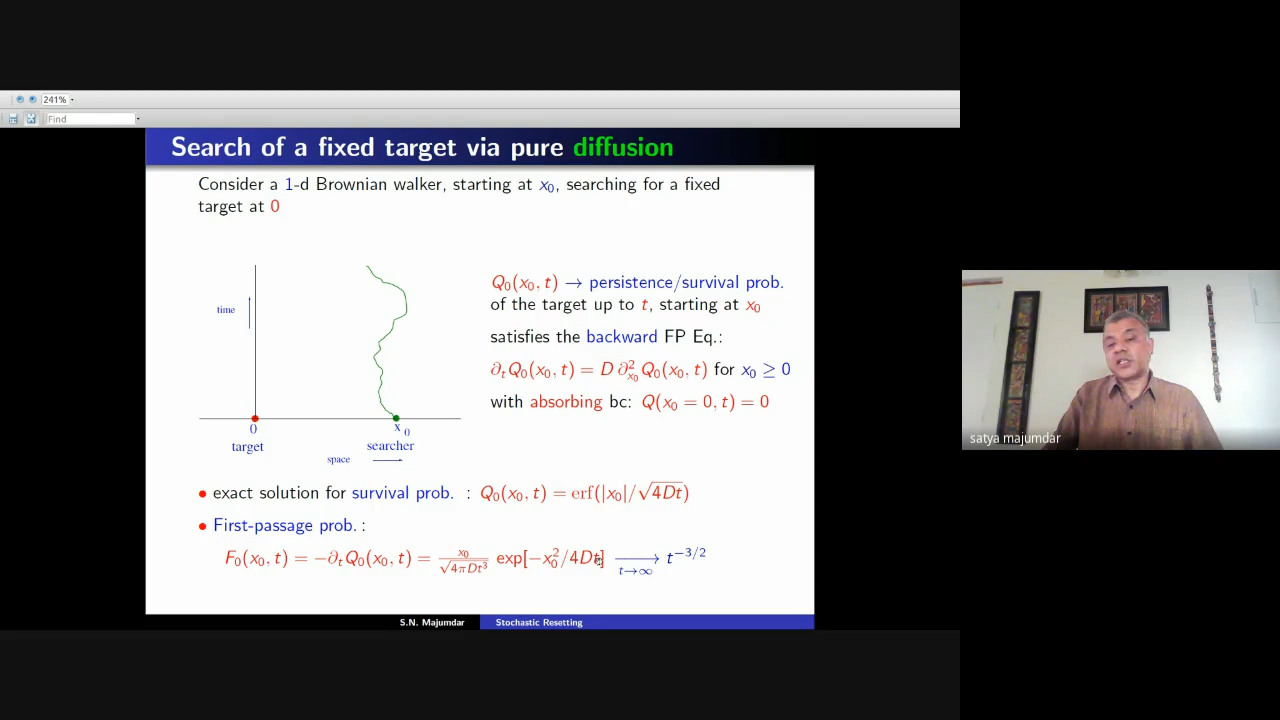 241%
Find
Search of a fixed target via pure diffusion
Consider a 1-d Brownian walker, starting at x₀, searching for a fixed
target at 0
time
0
target
x₀
searcher
space
Q₀(x₀, t) → persistence/survival prob.
of the target up to t, starting at x₀
satisfies the backward FP Eq.:
∂ₜQ₀(x₀, t) = D ∂²ₓ₀Q₀(x₀, t) for x₀ ≥ 0
with absorbing bc: Q(x₀ = 0, t) = 0
• exact solution for survival prob. : Q₀(x₀, t) = erf(|x₀|/√4Dt)
• First-passage prob.:
F₀(x₀, t) = −∂ₜQ₀(x₀, t) = x₀/√4πDt³ exp[−x₀²/4Dt] ⟶ t→∞ t⁻³/²
S.N. Majumdar Stochastic Resetting
satya majumdar